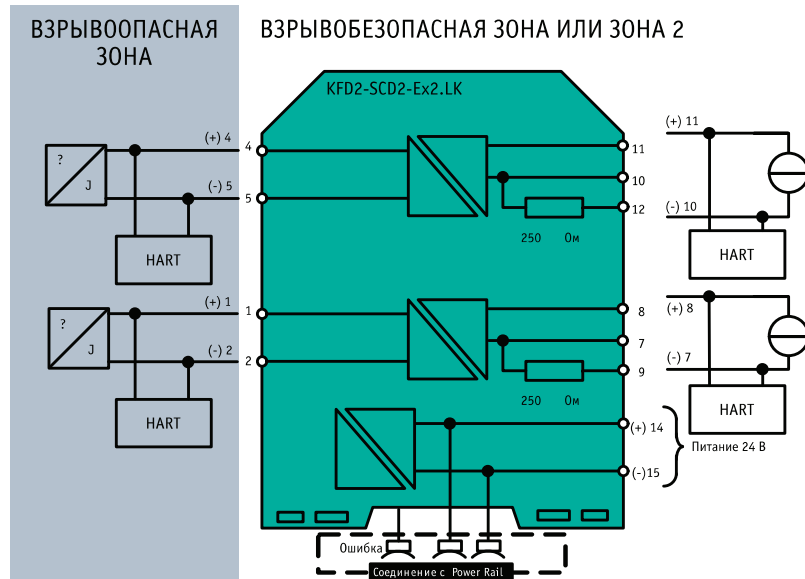 ВЗРЫВООПАСНАЯ
ЗОНА
ВЗРЫВОБЕЗОПАСНАЯ ЗОНА ИЛИ ЗОНА 2
KFD2-SCD2-Ex2.LK
(+) 4
4
?
J
(-) 5
5
HART
11
10
12
250 Ом
(+) 11
(-) 10
HART
(+) 1
1
?
J
(-) 2
2
HART
8
7
9
250 Ом
(+) 8
(-) 7
HART
(+) 14
(-)15
Питание 24 В
Ошибка
Соединение с Power Rail